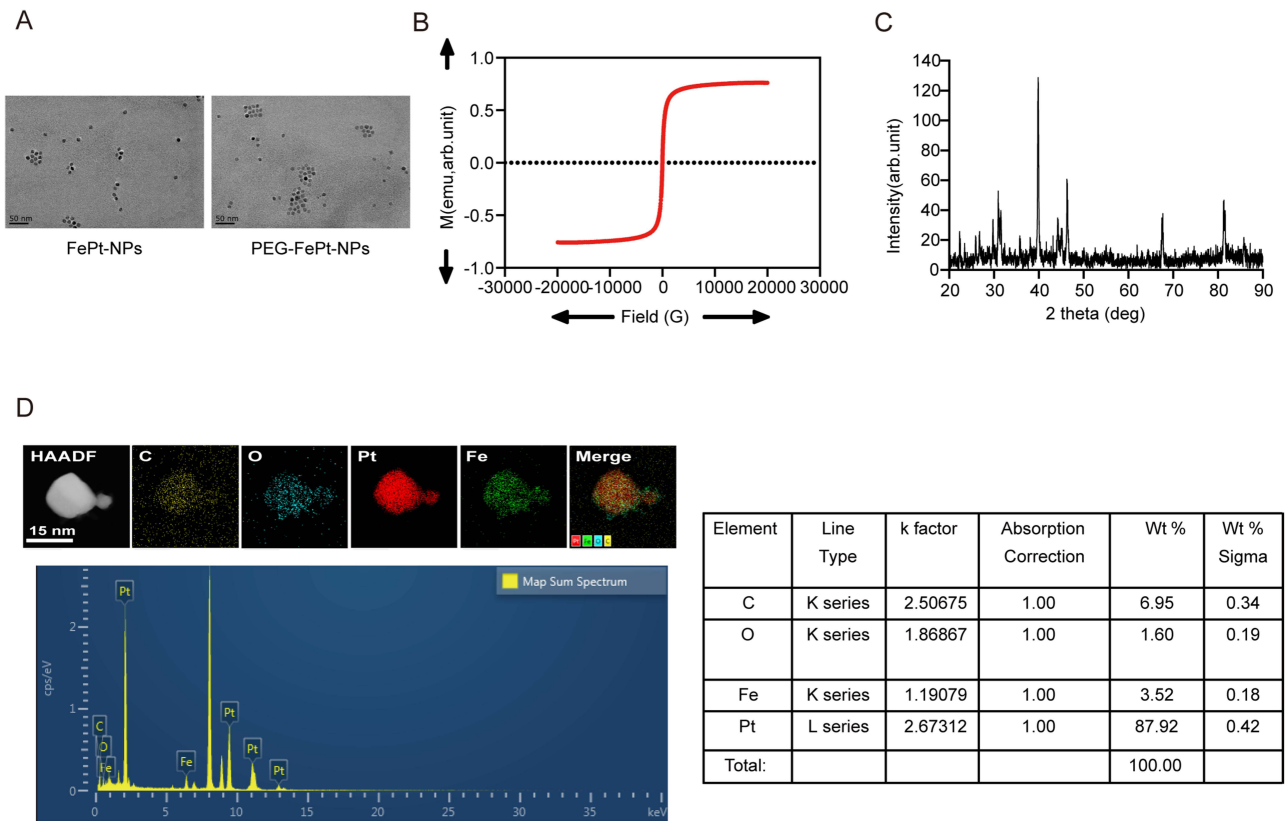 A
50 nm
FePt-NPs
50 nm
PEG-FePt-NPs
B
M(emu,arb.unit)
1.0
0.5
0.0
-0.5
-1.0
-30000 -20000 -10000 0 10000 20000 30000
Field (G)
C
Intensity(arb.unit)
140
120
100
80
60
40
20
0
20 30 40 50 60 70 80 90
2 theta (deg)
D
HAADF
15 nm
C
O
Pt
Fe
Merge
Pt Fe O C
Map Sum Spectrum
cps/eV
2
1
0
C
O
Fe
Pt
Fe
Pt
Pt
Pt
0 5 10 15 20 25 30 35 keV
Element Line Type k factor Absorption Correction Wt % Wt % Sigma
C K series 2.50675 1.00 6.95 0.34
O K series 1.86867 1.00 1.60 0.19
Fe K series 1.19079 1.00 3.52 0.18
Pt L series 2.67312 1.00 87.92 0.42
Total: 100.00